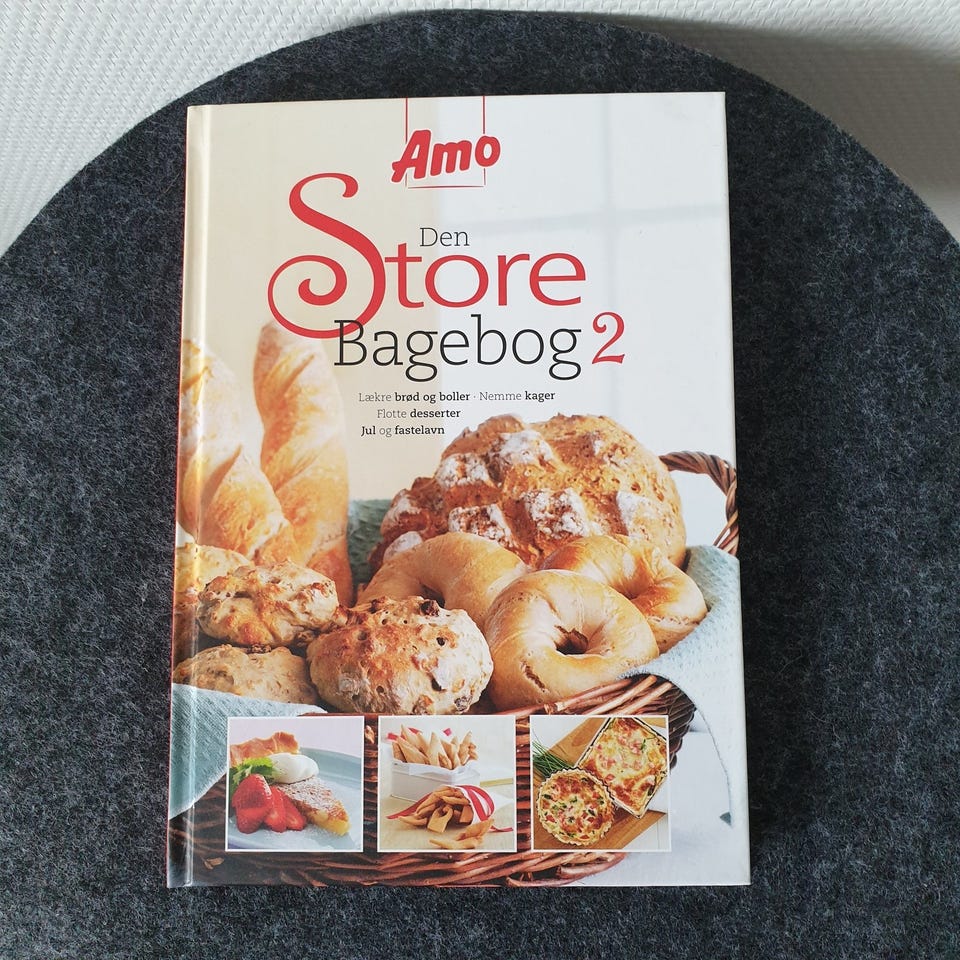 Amo
Den
Store
Bagebog 2
Lækre brød og boller · Nemme kager
Flotte desserter
Jul og fastelavn